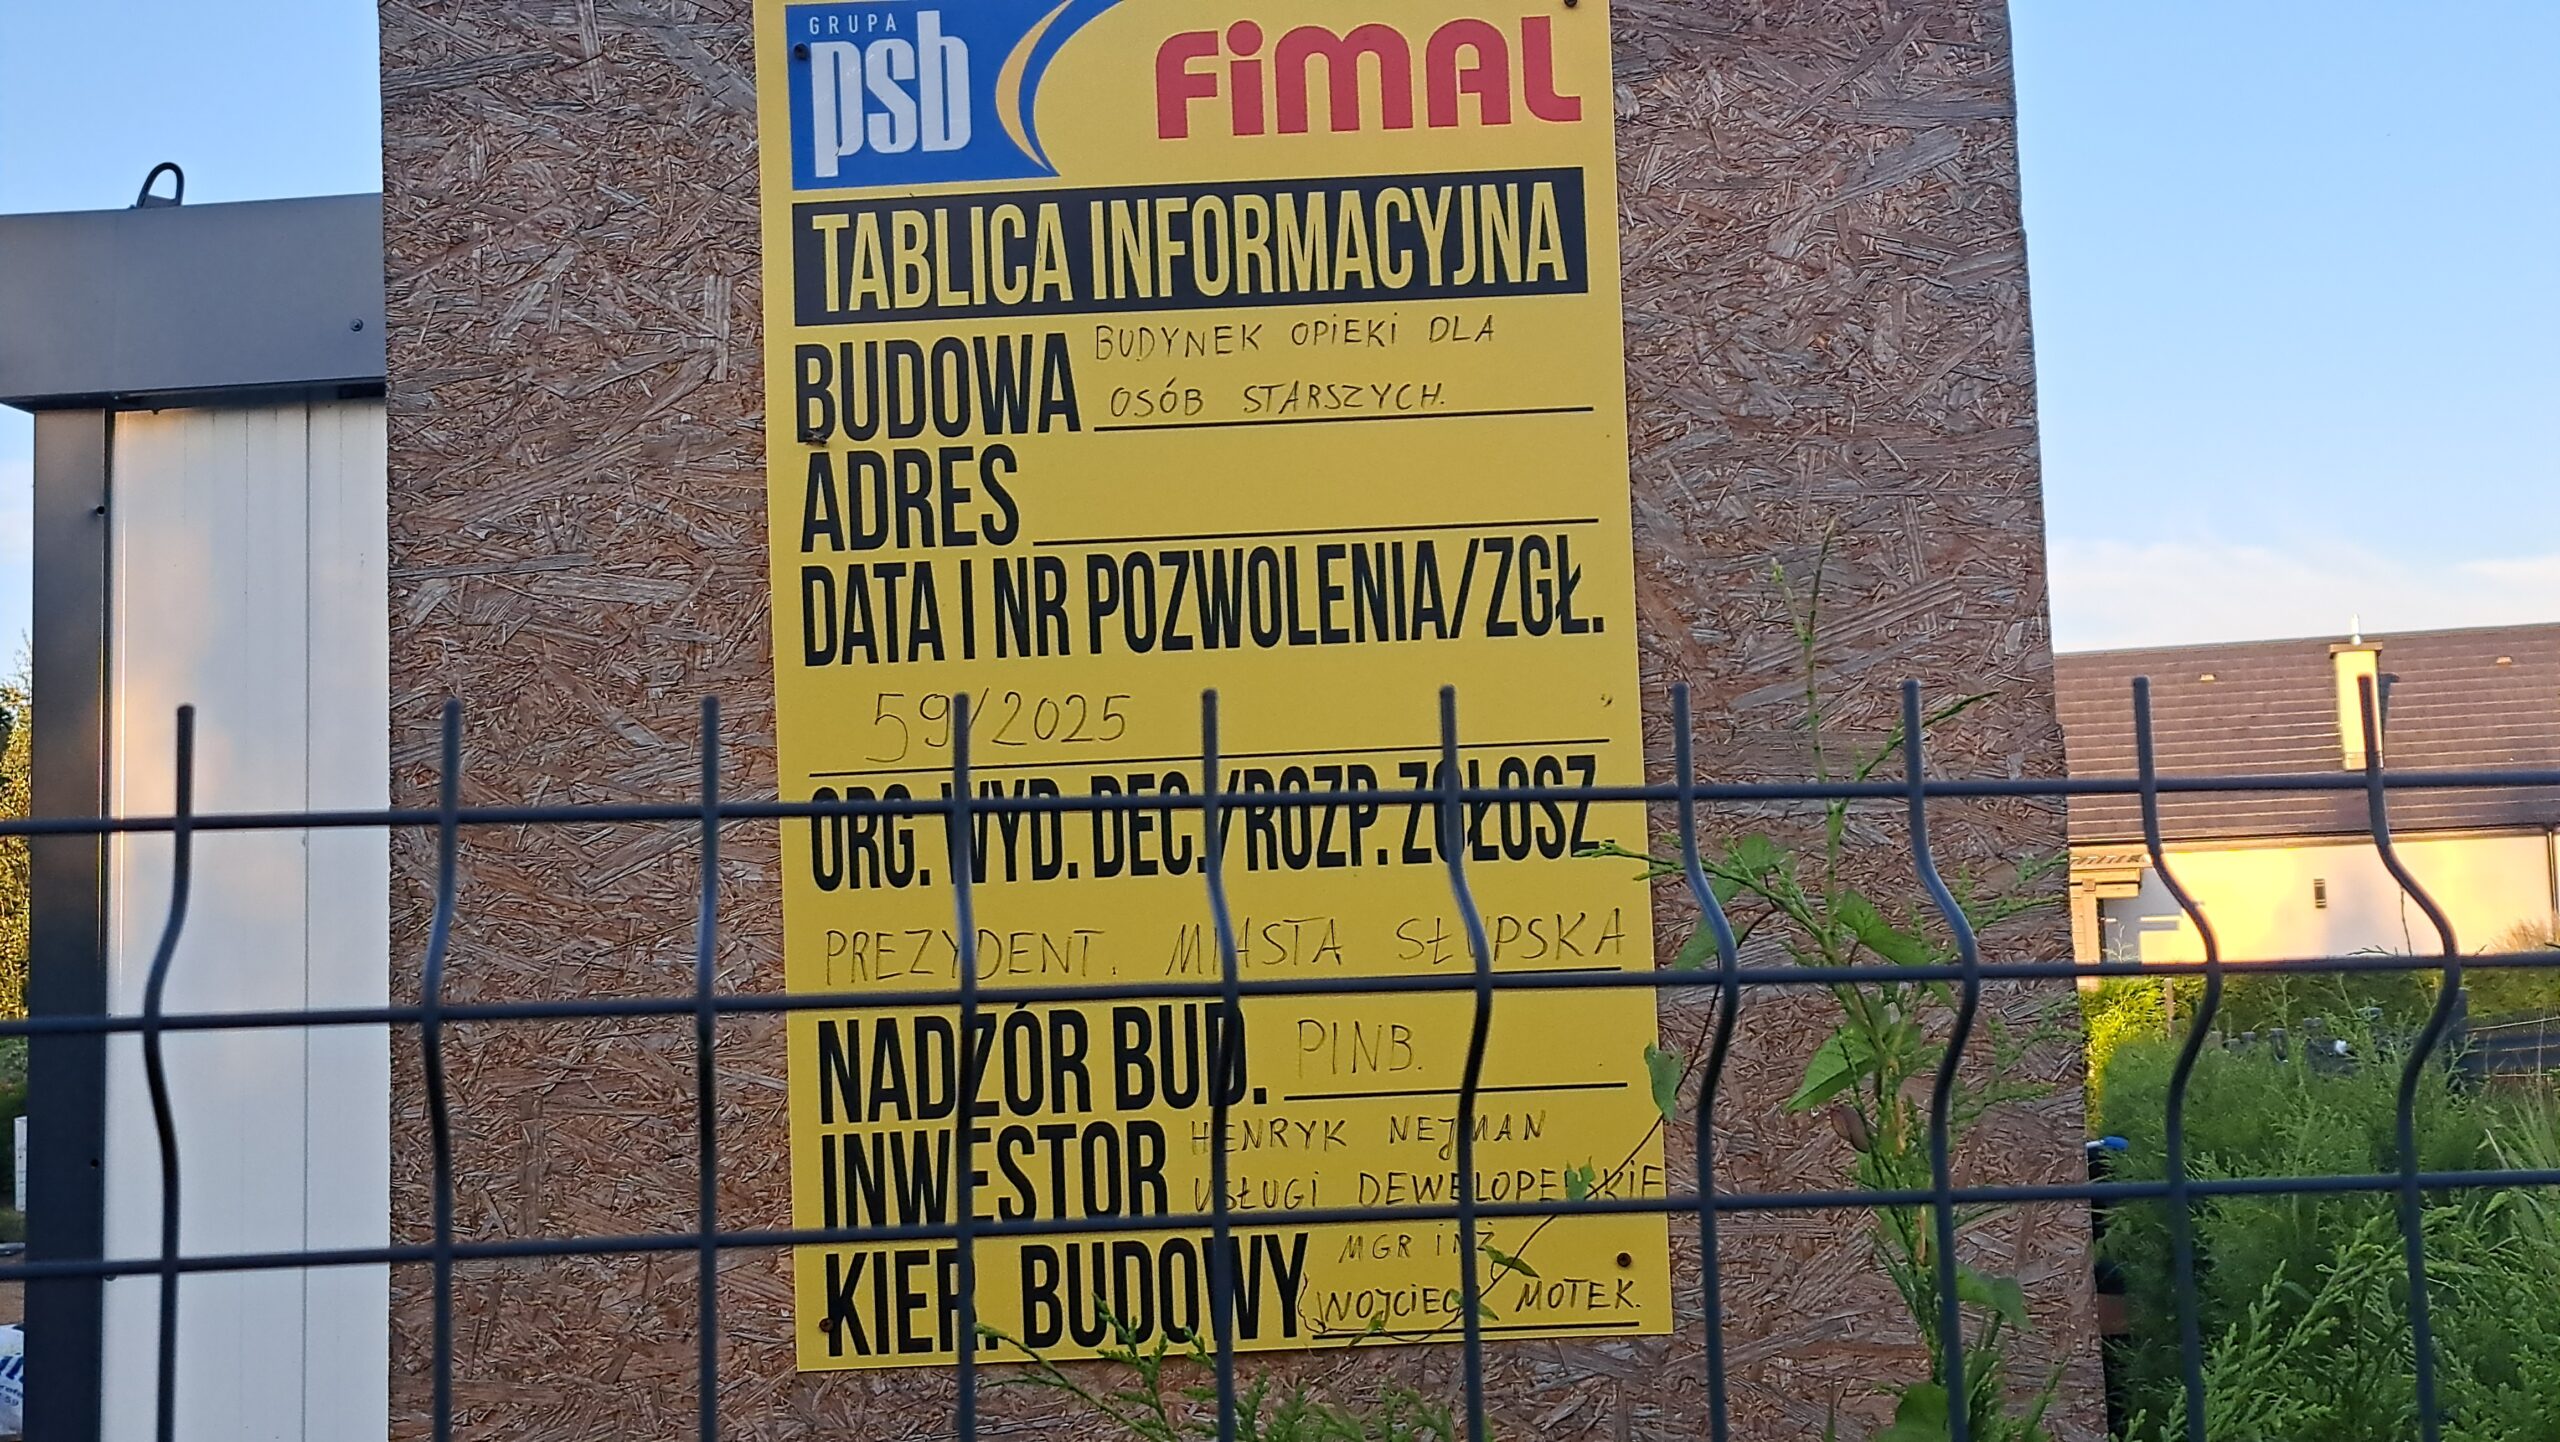 GRUPA
psb
FiMAL
TABLICA INFORMACYJNA
BUDOWA BUDYNEK OPIEKI DLA
OSÓB STARSZYCH.
ADRES
DATA I NR POZWOLENIA/ZGŁ.
59/2025
ORG. WYD. DEC./ROZP. ZGŁOSZ.
PREZYDENT. MIASTA SŁUPSKA
NADZÓR BUD. PINB.
INWESTOR HENRYK NEJMAN
USŁUGI DEWELOPERSKIE
KIER. BUDOWY MGR INŻ
WOJCIECH MOTEK.